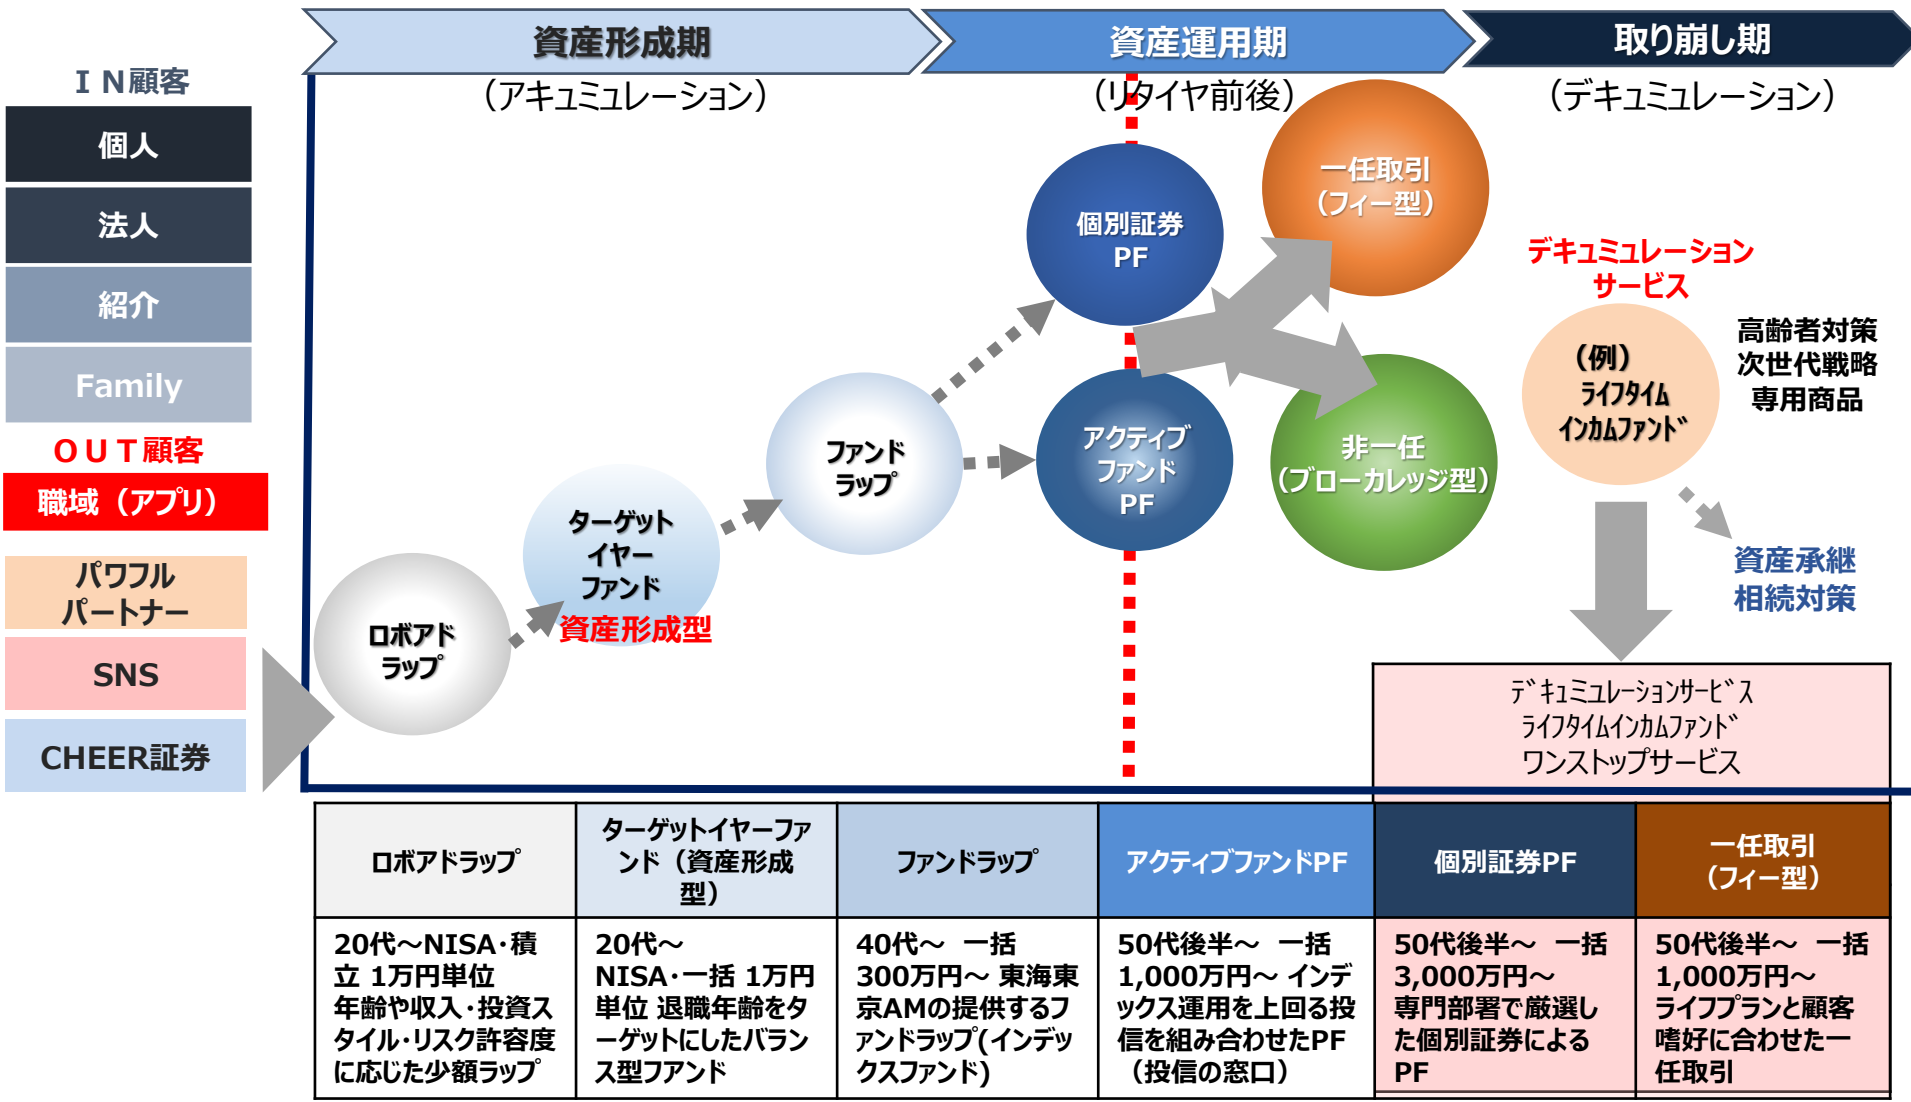 資産形成期
資産運用期
取り崩し期
（アキュミュレーション）
（リタイヤ前後）
（デキュミュレーション）
ＩＮ顧客
個人
法人
紹介
Family
ＯＵＴ顧客
職域（アプリ）
パワフル
パートナー
SNS
CHEER証券
ロボアド
ラップ
ターゲット
イヤー
ファンド
資産形成型
ファンド
ラップ
個別証券
PF
アクティブ
ファンド
PF
一任取引
（フィー型）
非一任
（ブローカレッジ型）
デキュミュレーション
サービス
（例）
ライフタイム
インカムファンド
高齢者対策
次世代戦略
専用商品
資産承継
相続対策
デキュミュレーションサービス
ライフタイムインカムファンド
ワンストップサービス
ロボアドラップ
ターゲットイヤーファ
ンド（資産形成
型）
ファンドラップ
アクティブファンドPF
個別証券PF
一任取引
（フィー型）
20代～NISA・積
立 1万円単位
年齢や収入・投資ス
タイル・リスク許容度
に応じた少額ラップ
20代～
NISA・一括 1万円
単位 退職年齢をタ
ーゲットにしたバラン
ス型フアンド
40代～ 一括
300万円～ 東海東
京AMの提供するフ
ァンドラップ(インデッ
クスファンド)
50代後半～ 一括
1,000万円～ インデ
ックス運用を上回る投
信を組み合わせたPF
（投信の窓口）
50代後半～ 一括
3,000万円～
専門部署で厳選し
た個別証券による
PF
50代後半～ 一括
1,000万円～
ライフプランと顧客
嗜好に合わせた一
任取引